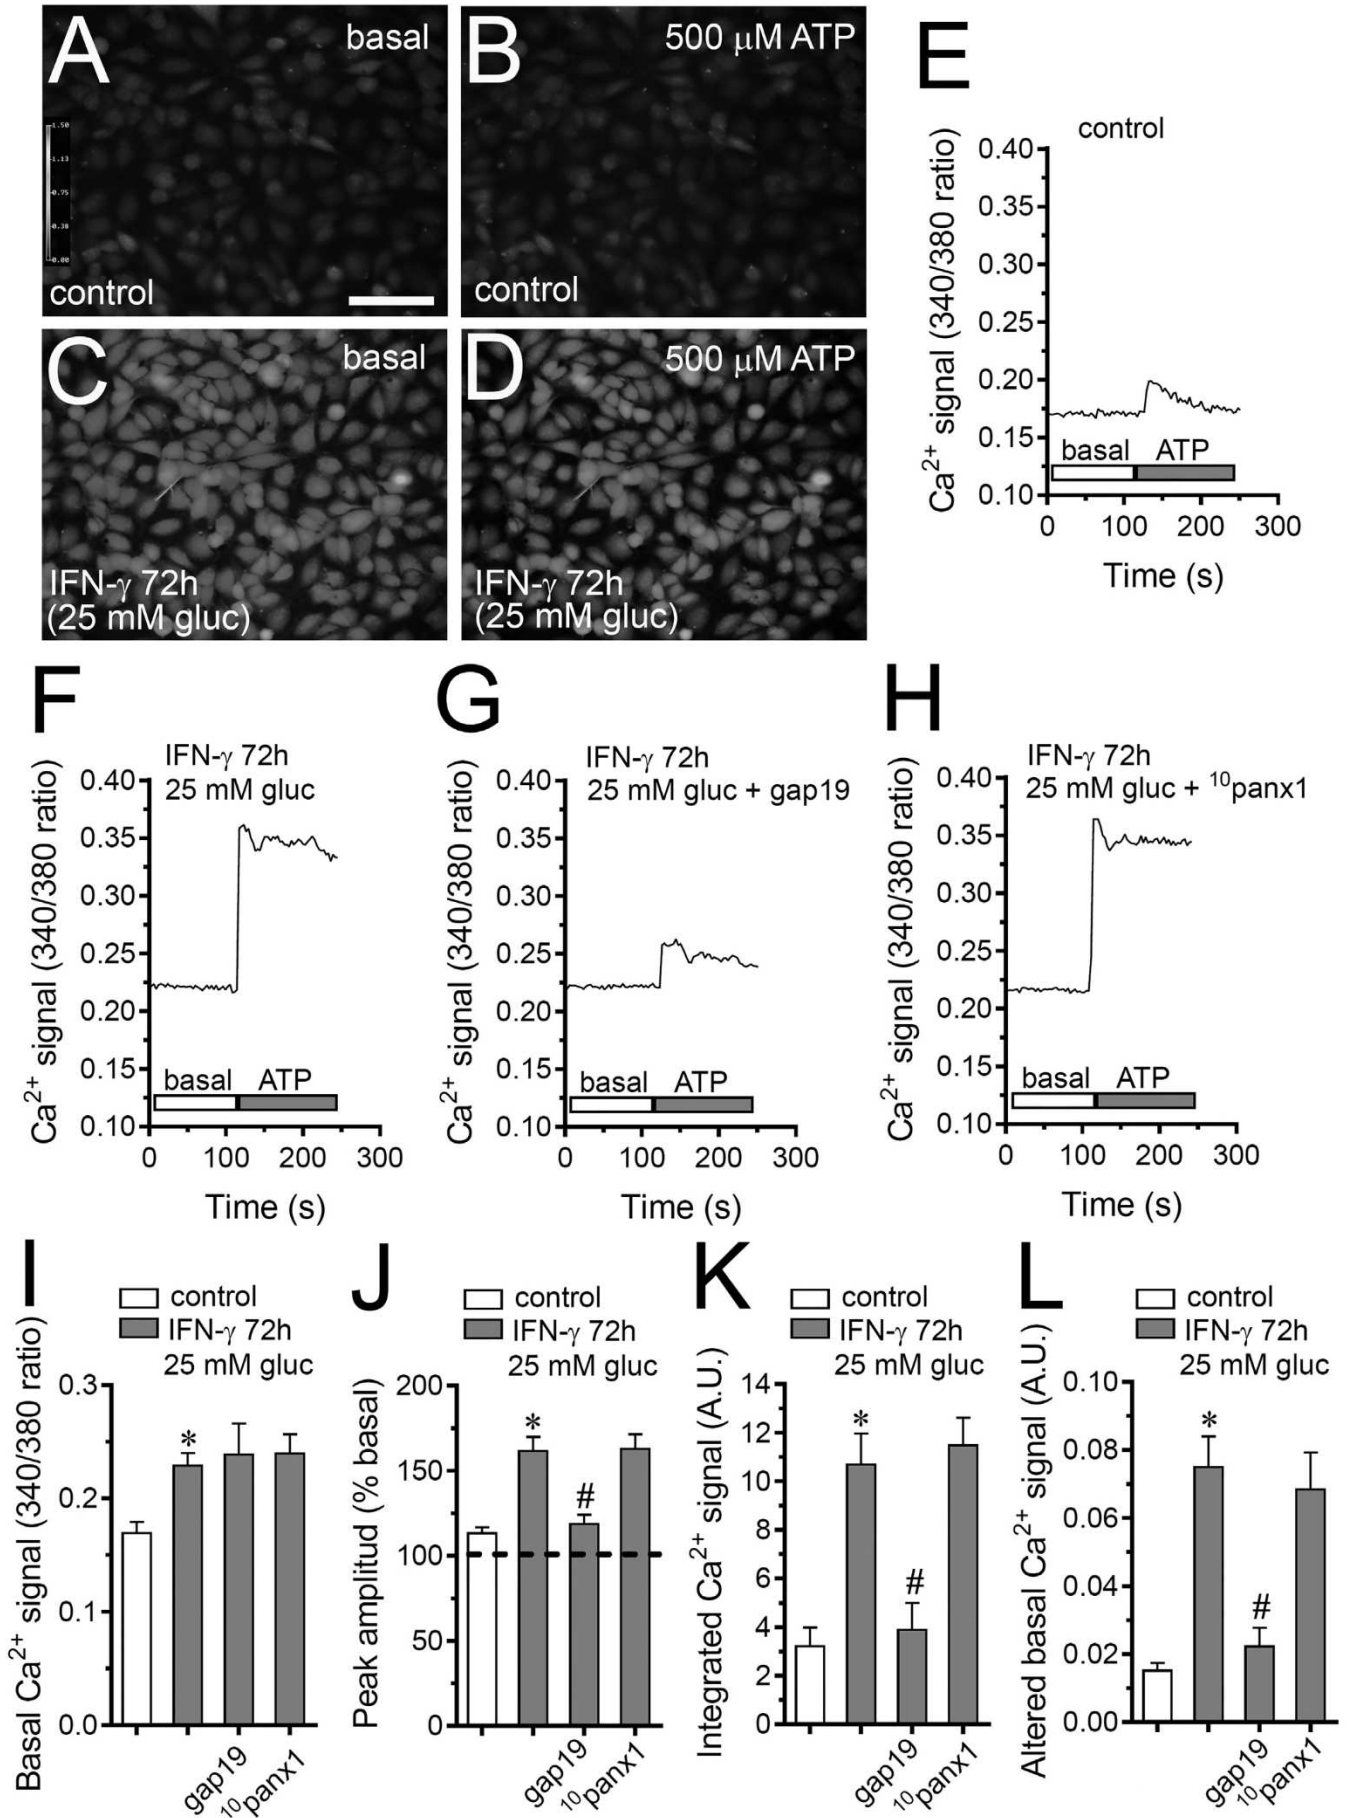 A
basal
1.50
1.13
0.75
0.38
0.00
control
B
500 μM ATP
control
C
basal
IFN-γ 72h
(25 mM gluc)
D
500 μM ATP
IFN-γ 72h
(25 mM gluc)
E
control
Ca²⁺ signal (340/380 ratio)
0.40
0.35
0.30
0.25
0.20
0.15
0.10
basal ATP
0 100 200 300
Time (s)
F
IFN-γ 72h
25 mM gluc
Ca²⁺ signal (340/380 ratio)
0.40
0.35
0.30
0.25
0.20
0.15
0.10
basal ATP
0 100 200 300
Time (s)
G
IFN-γ 72h
25 mM gluc + gap19
Ca²⁺ signal (340/380 ratio)
0.40
0.35
0.30
0.25
0.20
0.15
0.10
basal ATP
0 100 200 300
Time (s)
H
IFN-γ 72h
25 mM gluc + ¹⁰panx1
Ca²⁺ signal (340/380 ratio)
0.40
0.35
0.30
0.25
0.20
0.15
0.10
basal ATP
0 100 200 300
Time (s)
I
control
IFN-γ 72h
25 mM gluc
Basal Ca²⁺ signal (340/380 ratio)
0.3
0.2
0.1
0.0
*
gap19
¹⁰panx1
J
control
IFN-γ 72h
25 mM gluc
Peak amplitud (% basal)
200
150
100
50
0
*
#
gap19
¹⁰panx1
K
control
IFN-γ 72h
25 mM gluc
Integrated Ca²⁺ signal (A.U.)
14
12
10
8
6
4
2
0
*
#
gap19
¹⁰panx1
L
control
IFN-γ 72h
25 mM gluc
Altered basal Ca²⁺ signal (A.U.)
0.10
0.08
0.06
0.04
0.02
0.00
*
#
gap19
¹⁰panx1